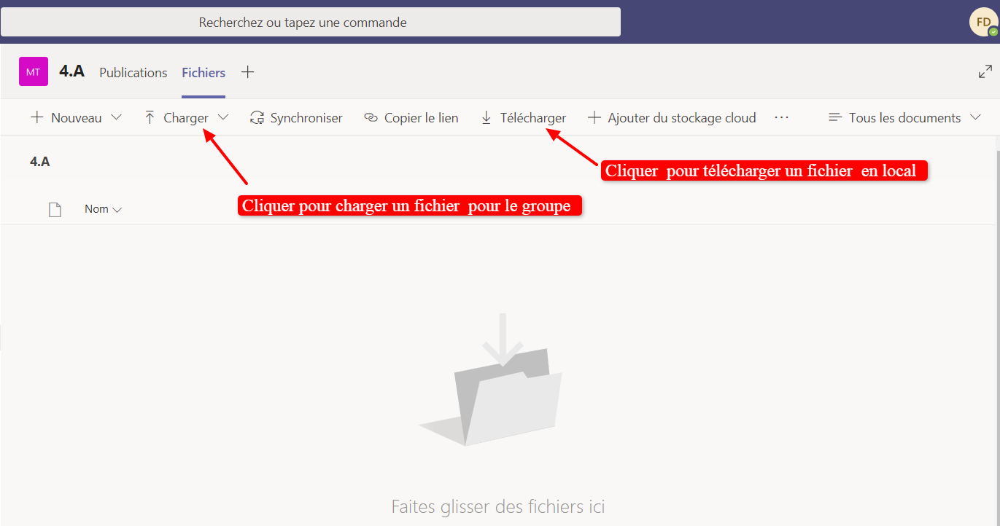 Recherchez ou tapez une commande
FD
MT 4.A Publications Fichiers
Nouveau Charger Synchroniser Copier le lien Télécharger Ajouter du stockage cloud ... Tous les documents
4.A
Cliquer pour télécharger un fichier en local
Cliquer pour charger un fichier pour le groupe
Nom
Faites glisser des fichiers ici